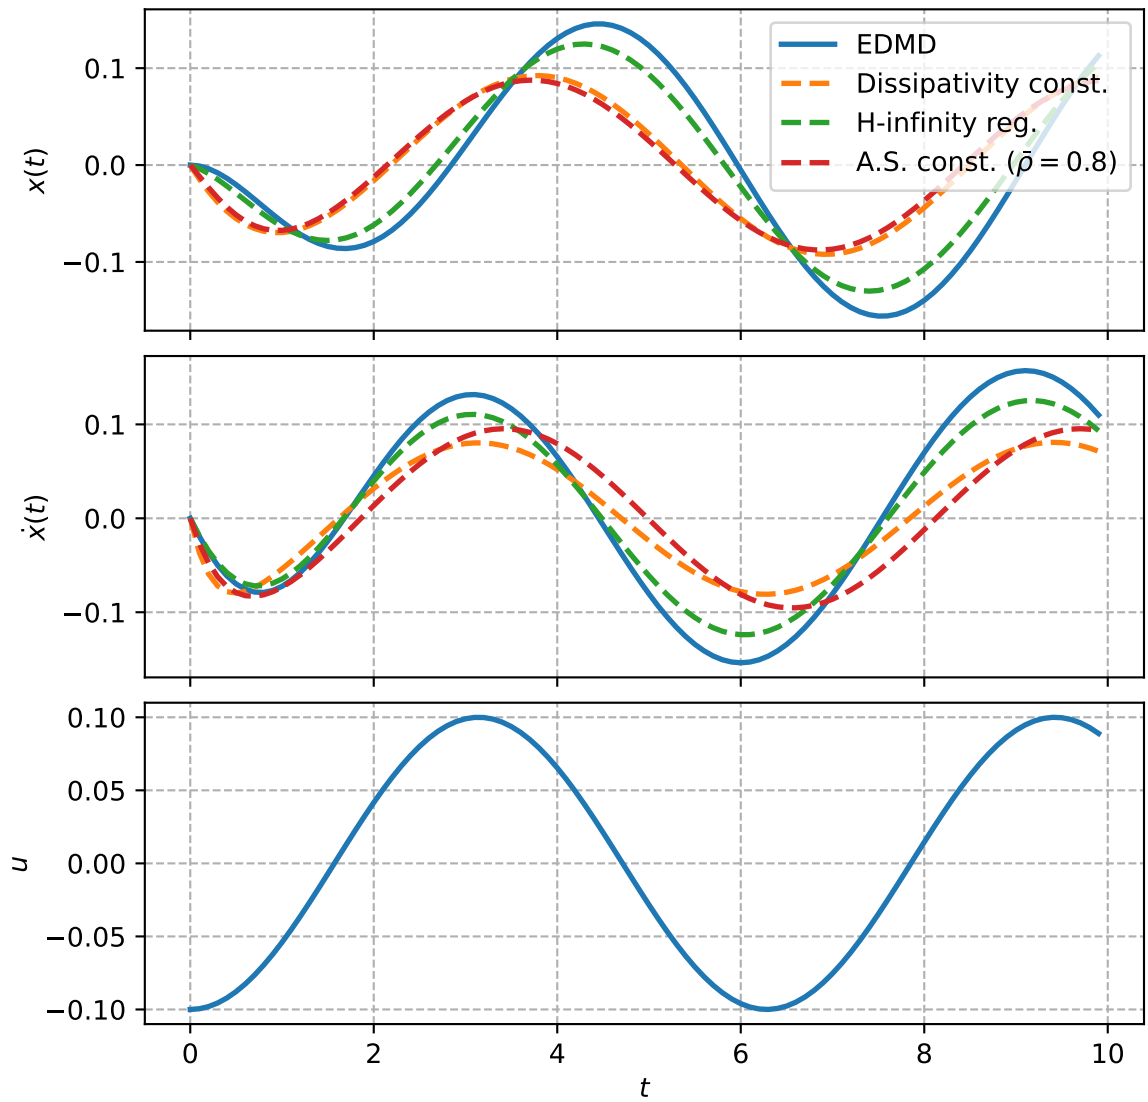 0.1
0.0
−0.1
x(t)
EDMD
Dissipativity const.
H-infinity reg.
A.S. const. (ρ̄ = 0.8)
0.1
0.0
−0.1
ẋ(t)
0.10
0.05
0.00
−0.05
−0.10
u
0 2 4 6 8 10
t